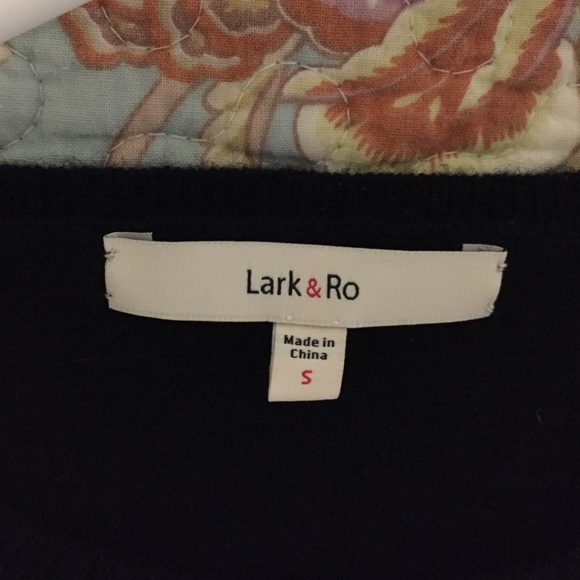 Lark & Ro
Made in
China
S